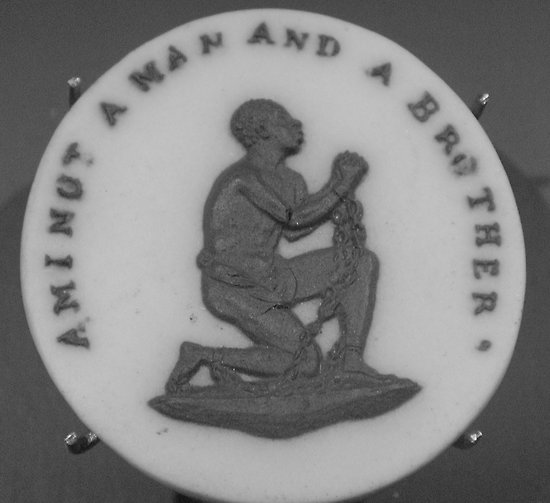 AM I NOT A MAN AND A BROTHER,